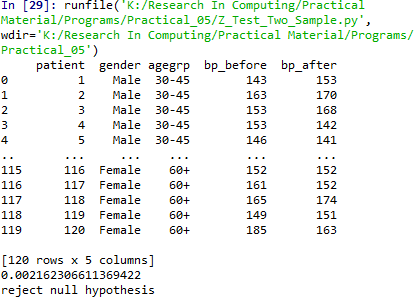 In [29]: runfile('K:/Research In Computing/Practical
Material/Programs/Practical_05/Z_Test_Two_Sample.py',
wdir='K:/Research In Computing/Practical Material/Programs/
Practical_05')
patient gender agegrp bp_before bp_after
0 1 Male 30-45 143 153
1 2 Male 30-45 163 170
2 3 Male 30-45 153 168
3 4 Male 30-45 153 142
4 5 Male 30-45 146 141
.. ... ... ... ... ...
115 116 Female 60+ 152 152
116 117 Female 60+ 161 152
117 118 Female 60+ 165 174
118 119 Female 60+ 149 151
119 120 Female 60+ 185 163
[120 rows x 5 columns]
0.002162306611369422
reject null hypothesis